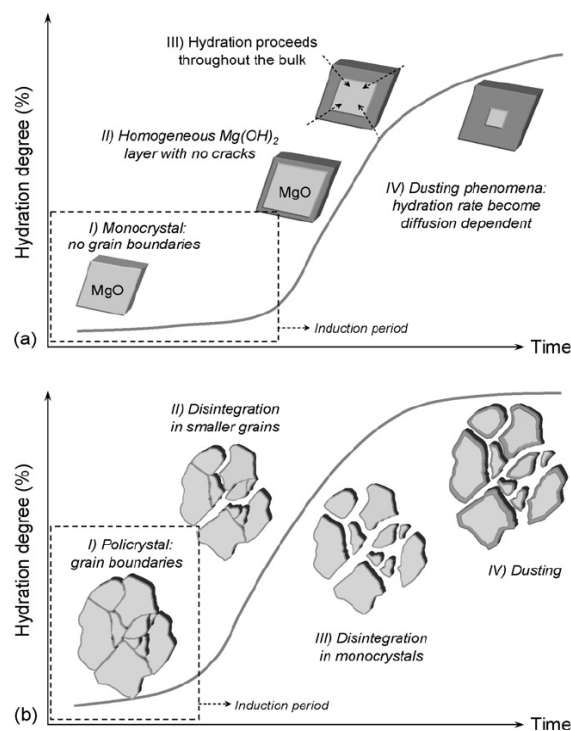 III) Hydration proceeds
throughout the bulk
II) Homogeneous Mg(OH)2
layer with no cracks
MgO
I) Monocrystal:
no grain boundaries
MgO
IV) Dusting phenomena:
hydration rate become
diffusion dependent
Induction period
Hydration degree (%)
(a)
Time
II) Disintegration
in smaller grains
I) Policrystal:
grain boundaries
IV) Dusting
III) Disintegration
in monocrystals
Induction period
Hydration degree (%)
(b)
Time